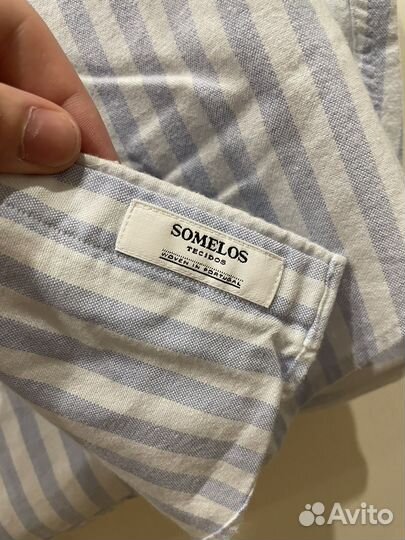 SOMELOS
TECIDOS
WOVEN IN PORTUGAL
Avito